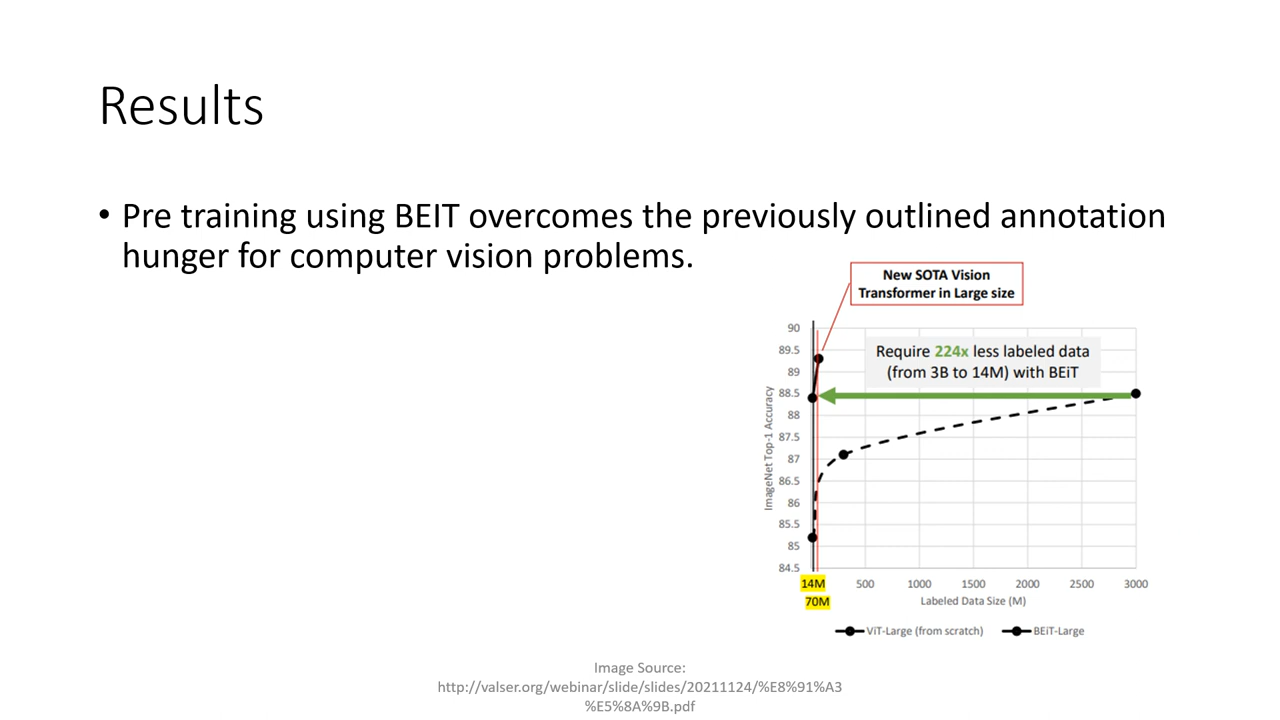 Results
• Pre training using BEIT overcomes the previously outlined annotation
hunger for computer vision problems.
New SOTA Vision
Transformer in Large size
Require 224x less labeled data
(from 3B to 14M) with BEiT
ImageNet Top-1 Accuracy
90
89.5
89
88.5
88
87.5
87
86.5
86
85.5
85
84.5
14M
70M
500 1000 1500 2000 2500 3000
Labeled Data Size (M)
ViT-Large (from scratch) BEiT-Large
Image Source:
http://valser.org/webinar/slide/slides/20211124/%E8%91%A3
%E5%8A%9B.pdf